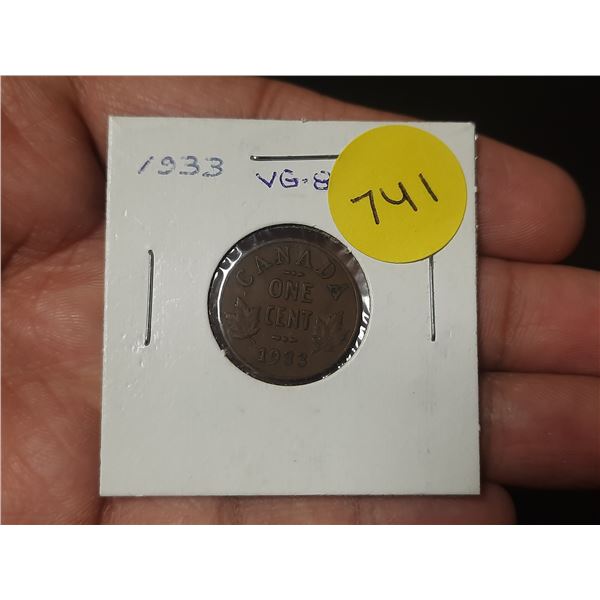 1933 VG-8
741
CANADA
ONE
CENT
1933